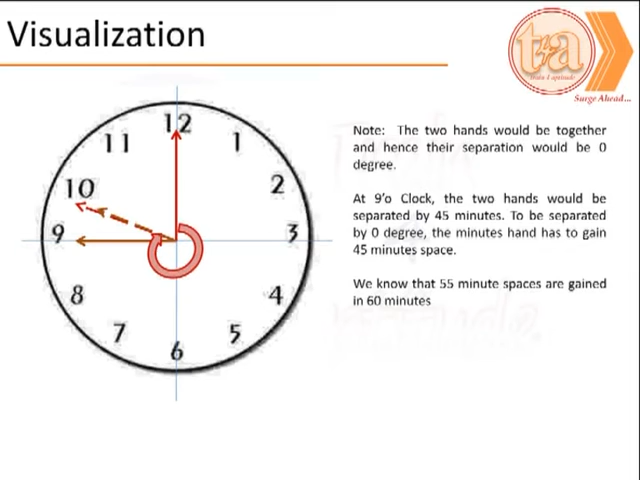 Visualization
t4a
Make I aptitude
Surge Ahead...
12
11
1
10
2
9
3
8
4
7
5
6
Note: The two hands would be together
and hence their separation would be 0
degree.
At 9'o Clock, the two hands would be
separated by 45 minutes. To be separated
by 0 degree, the minutes hand has to gain
45 minutes space.
We know that 55 minute spaces are gained
in 60 minutes